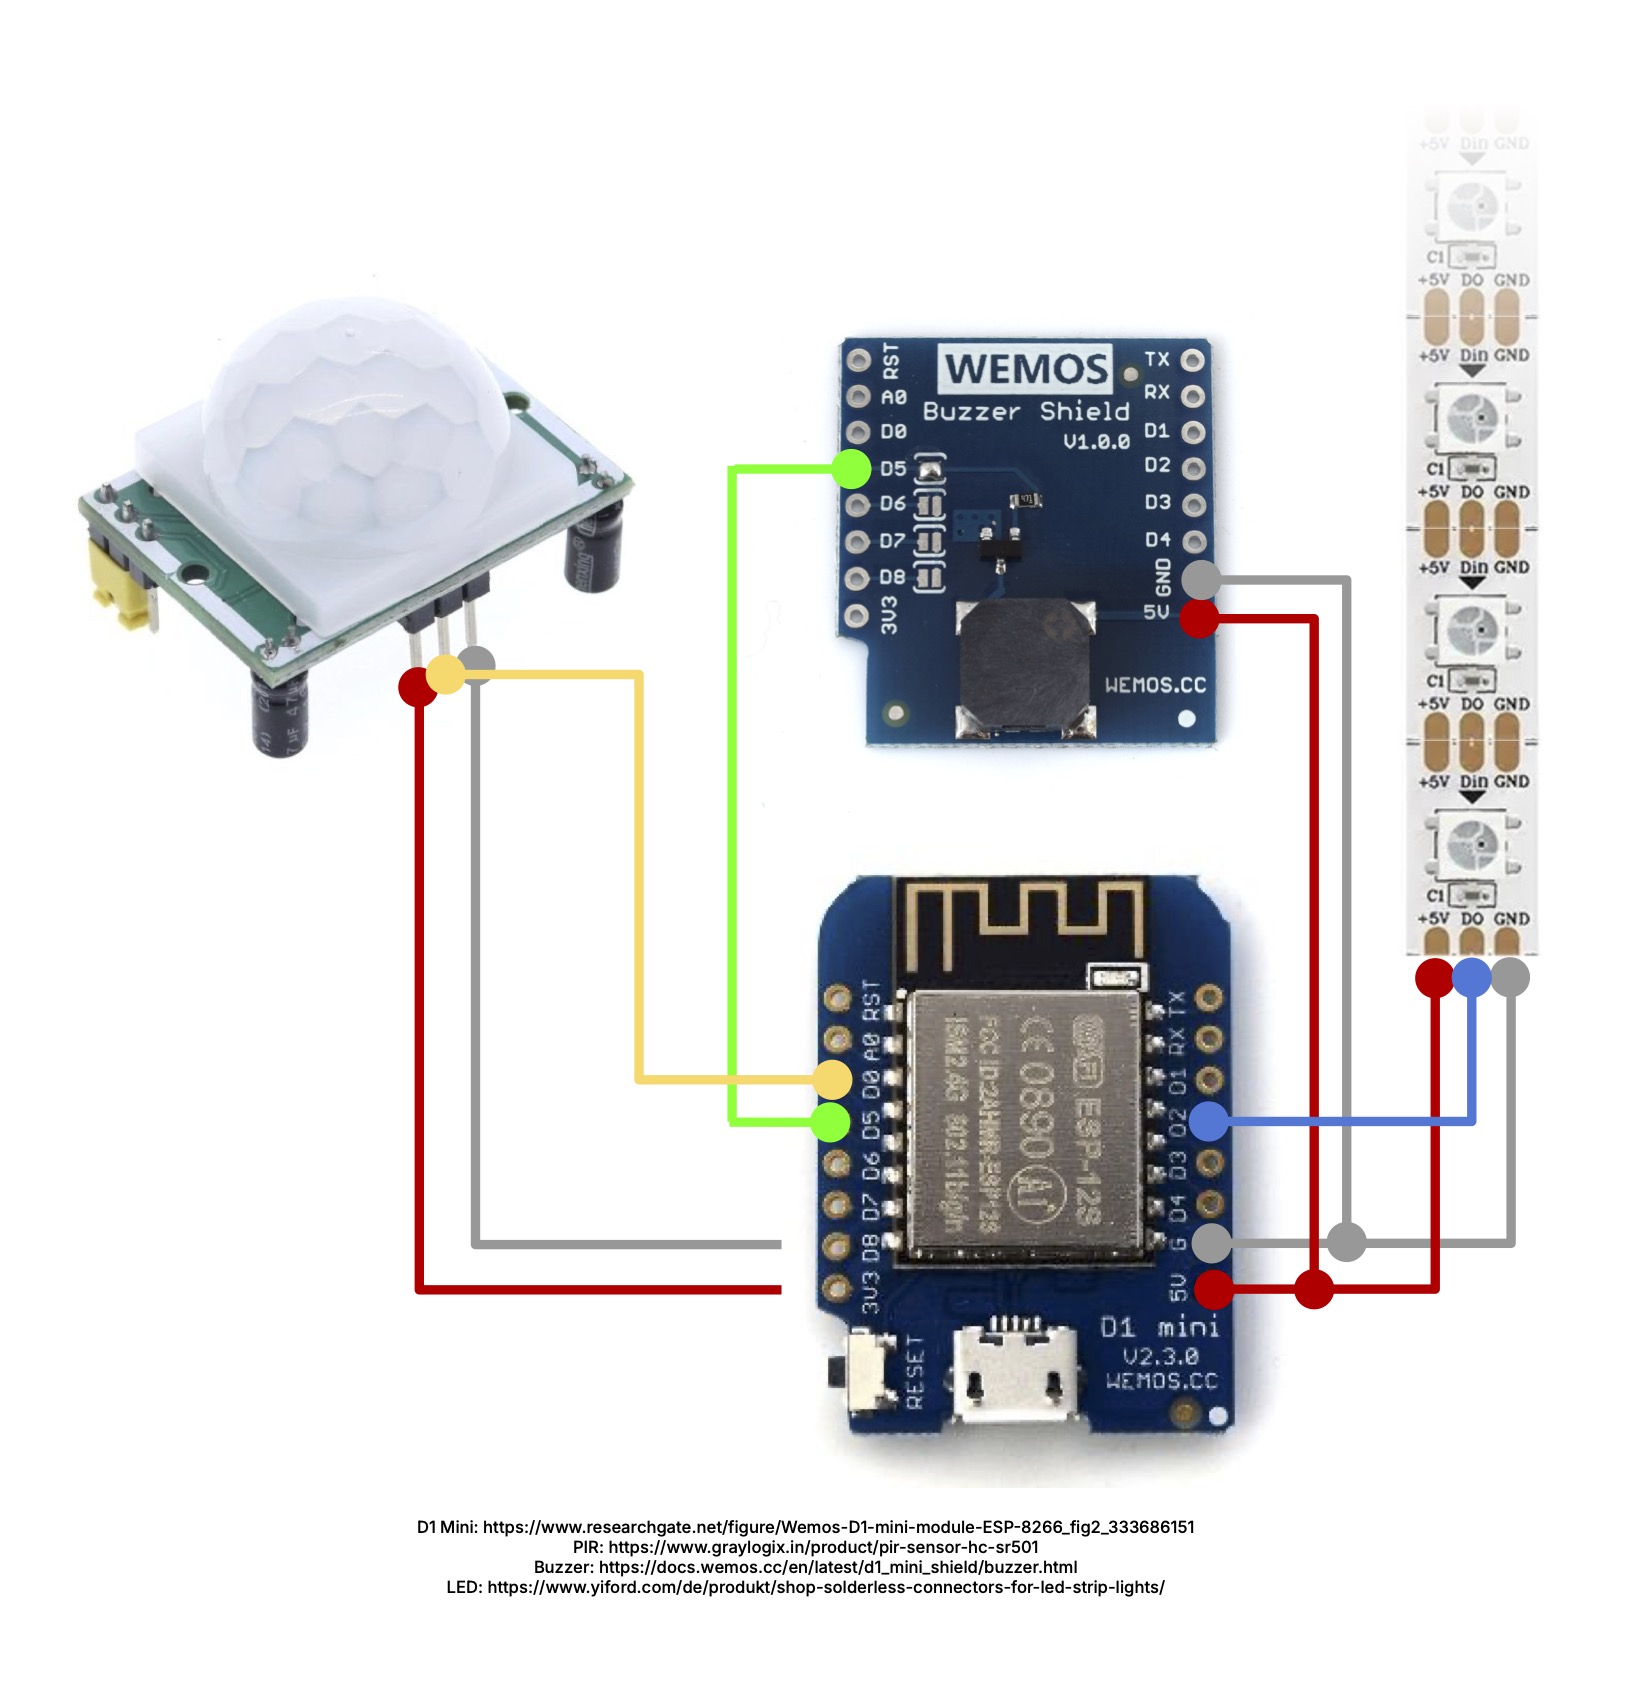 +5V Din GND
C1
+5V DO GND
+5V Din GND
C1
+5V DO GND
+5V Din GND
C1
+5V DO GND
+5V Din GND
C1
+5V DO GND
RST
A0
D0
D5
D6
D7
D8
3V3
WEMOS
Buzzer Shield
V1.0.0
471
TX
RX
D1
D2
D3
D4
GND
5V
WEMOS.CC
RST
A0
D0
D5
D6
D7
D8
3V3
ESP-12S
CE 0890
FCC ID:2AHMR-ESP12S
ISM2.4G 802.11b/g/n
TX
RX
D1
D2
D3
D4
G
5V
RESET
D1 mini
V2.3.0
WEMOS.CC
D1 Mini: https://www.researchgate.net/figure/Wemos-D1-mini-module-ESP-8266_fig2_333686151
PIR: https://www.graylogix.in/product/pir-sensor-hc-sr501
Buzzer: https://docs.wemos.cc/en/latest/d1_mini_shield/buzzer.html
LED: https://www.yiford.com/de/produkt/shop-solderless-connectors-for-led-strip-lights/